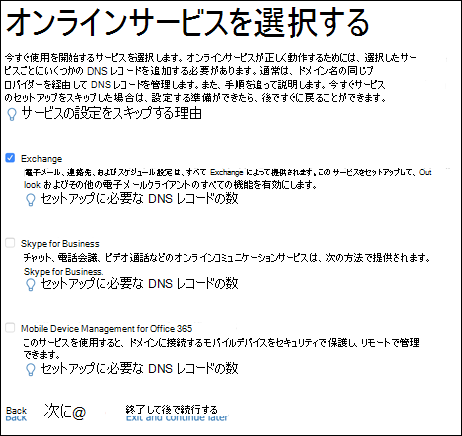 オンラインサービスを選択する
今すぐ使用を開始するサービスを選択します。オンラインサービスが正しく動作するためには、選択したサー
ビスごとにいくつかの DNS レコードを追加する必要があります。通常は、ドメイン名の同じプ
ロバイダーを経由して DNS レコードを管理します。また、手順を追って説明します。今すぐサービス
のセットアップをスキップした場合は、設定する準備ができたら、後ですぐに戻ることができます。
サービスの設定をスキップする理由
Exchange
電子メール、連絡先、およびスケジュール設定は、すべて Exchange によって提供されます。このサービスをセットアップして、Out
look およびその他の電子メールクライアントのすべての機能を有効にします。
セットアップに必要な DNS レコードの数
Skype for Business
チャット、電話会議、ビデオ通話などのオンラインコミュニケーションサービスは、次の方法で提供されます。
Skype for Business.
セットアップに必要な DNS レコードの数
Mobile Device Management for Office 365
このサービスを使用すると、ドメインに接続するモバイルデバイスをセキュリティで保護し、リモートで管理
できます。
セットアップに必要な DNS レコードの数
Back 次に@ 終了して後で続行する
Back Exit and continue later